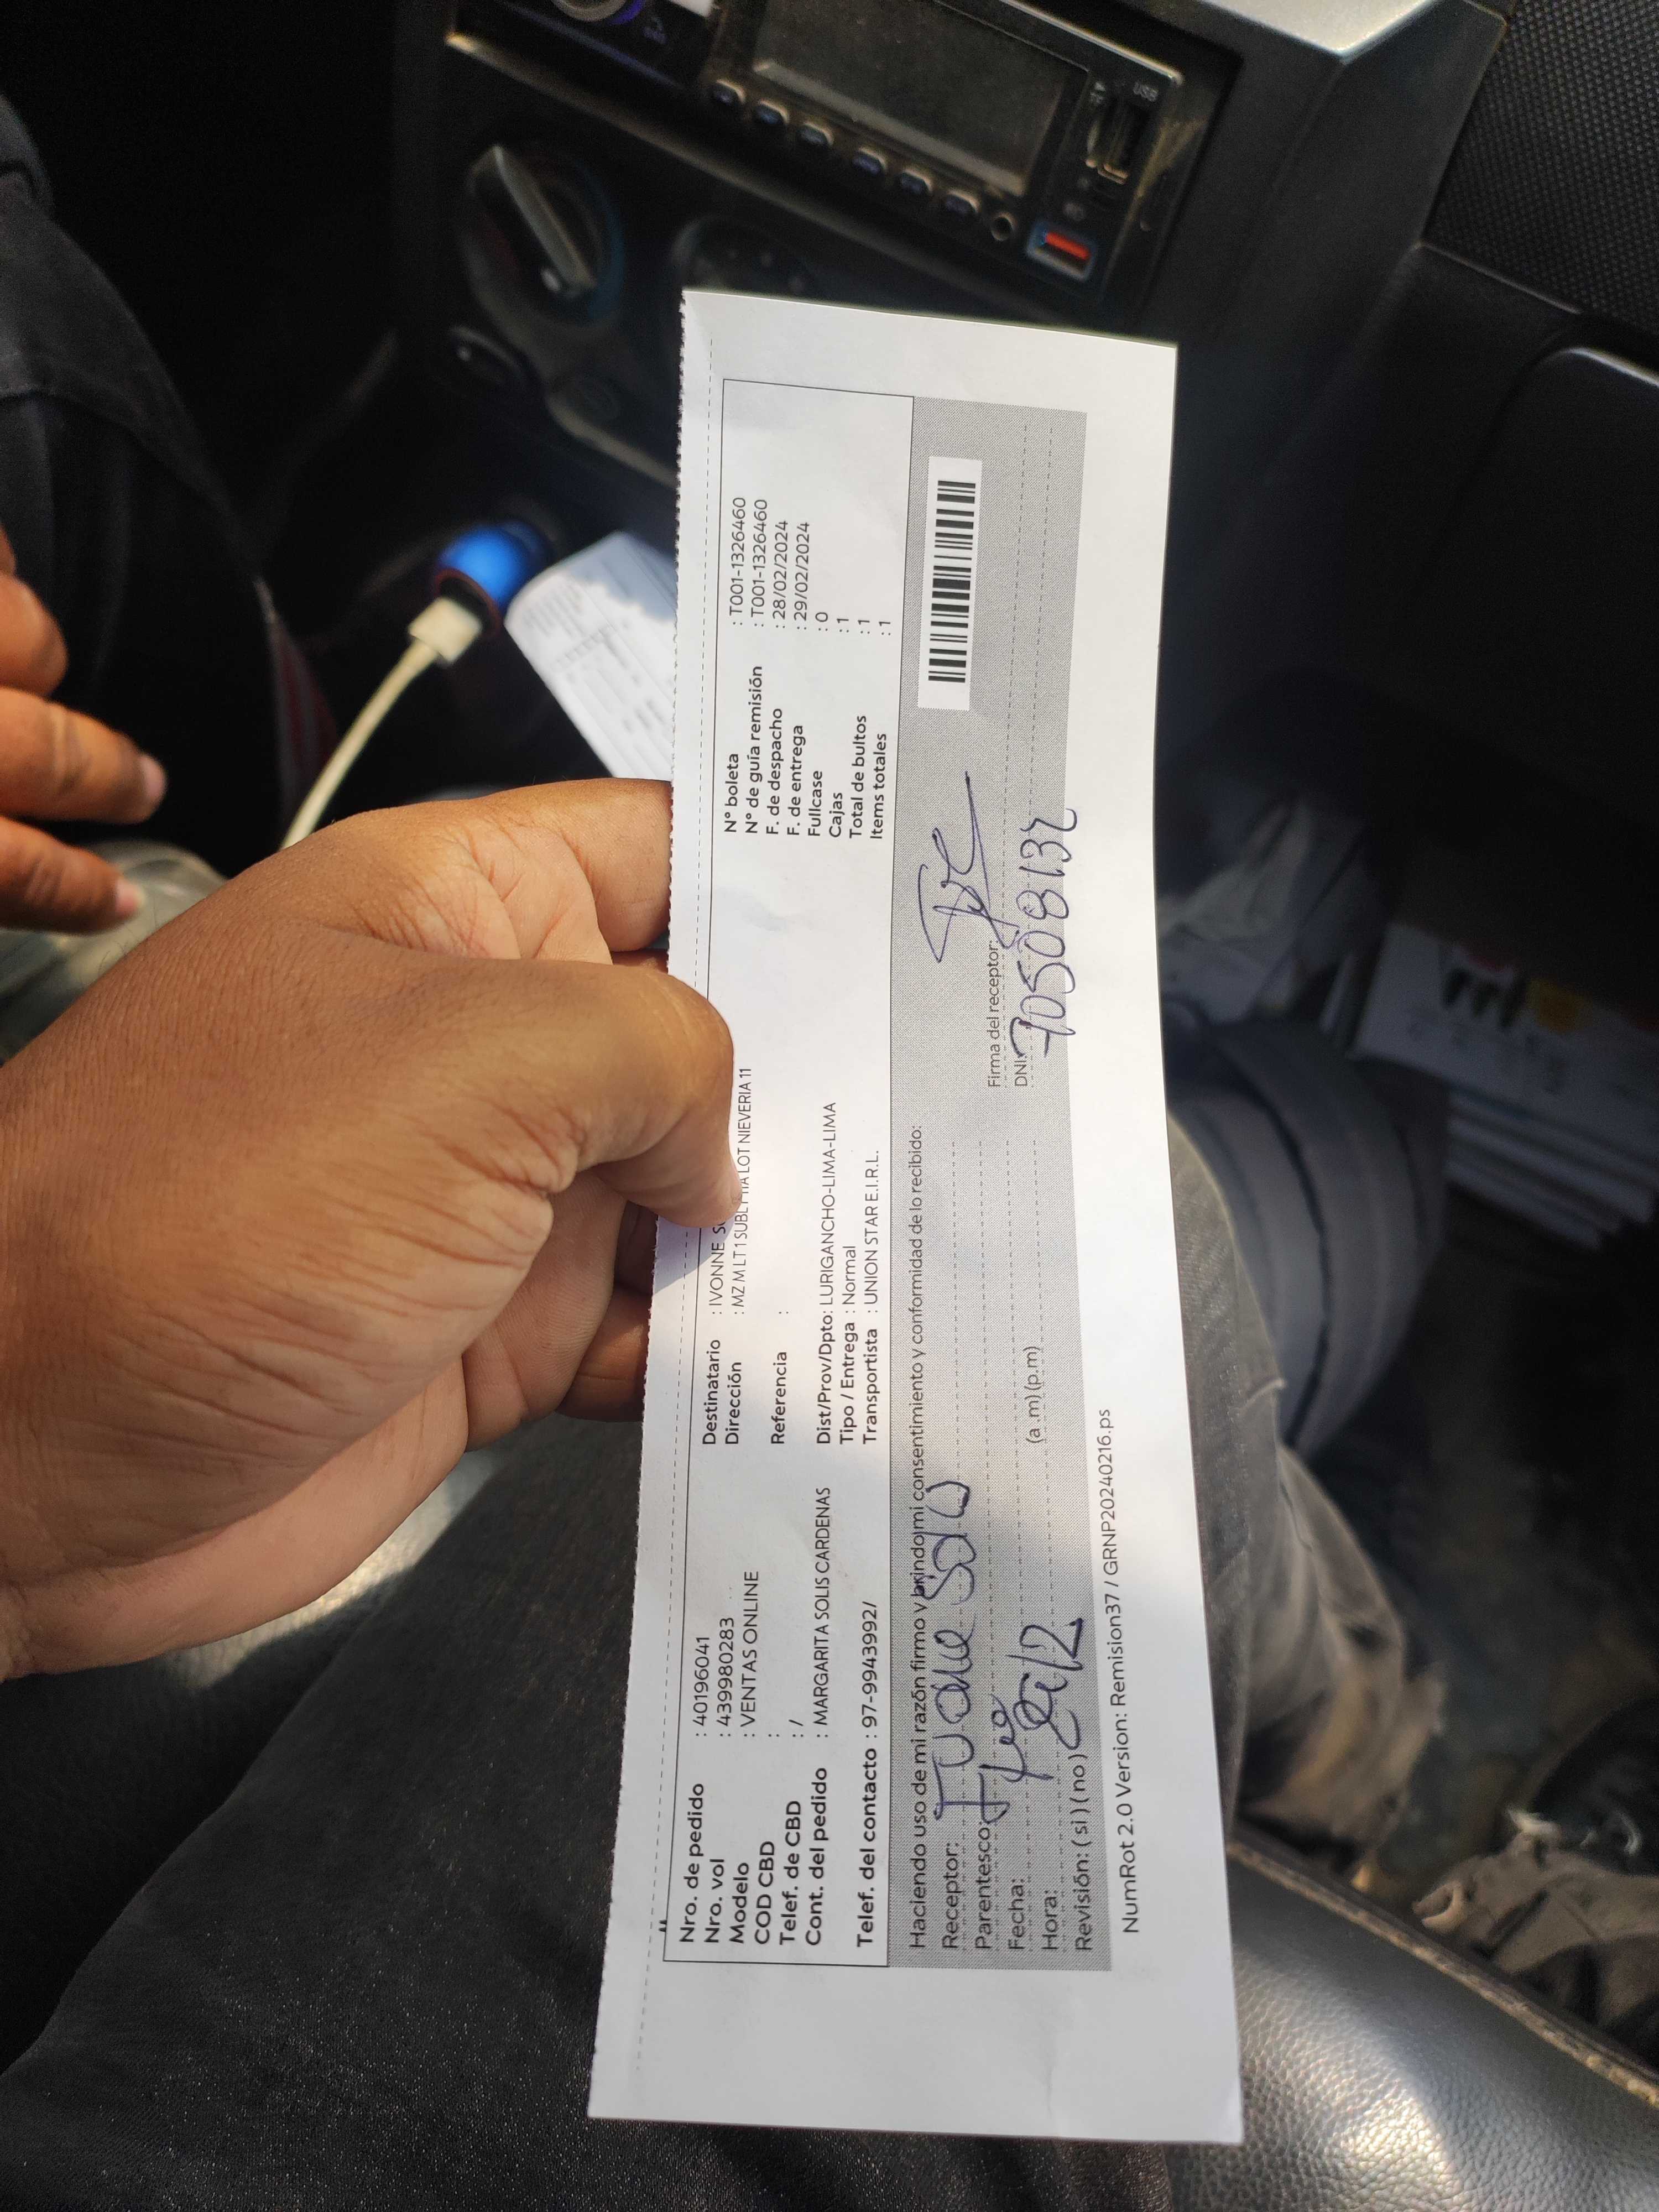 Nro. de pedido : 40196041
Nro. vol : 439980283
Modelo : VENTAS ONLINE
COD CBD :
Telef. de CBD : /
Cont. del pedido : MARGARITA SOLIS CARDENAS
Telef. del contacto : 97-9943992/
Destinatario : IVONNE
Dirección : MZ M LT 1 LOT NIEVERIA 11
Referencia :
Dist/Prov/Dpto: LURIGANCHO-LIMA-LIMA
Tipo / Entrega : Normal
Transportista : UNION STAR E.I.R.L.
N° boleta : T001-1326460
N° de guía remisión : T001-1326460
F. de despacho : 28/02/2024
F. de entrega : 29/02/2024
Fullcase : 0
Cajas : 1
Total de bultos : 1
Items totales : 1
Haciendo uso de mi razón firmo y brindo mi consentimiento y conformidad de lo recibido:
Receptor:
Parentesco:
Fecha:
Hora: (a.m) (p.m)
Revisión: ( si ) ( no )
Firma del receptor:
DNI: 70508132
NumRot 2.0 Version: Remision37 / GRNP20240216.ps
USB